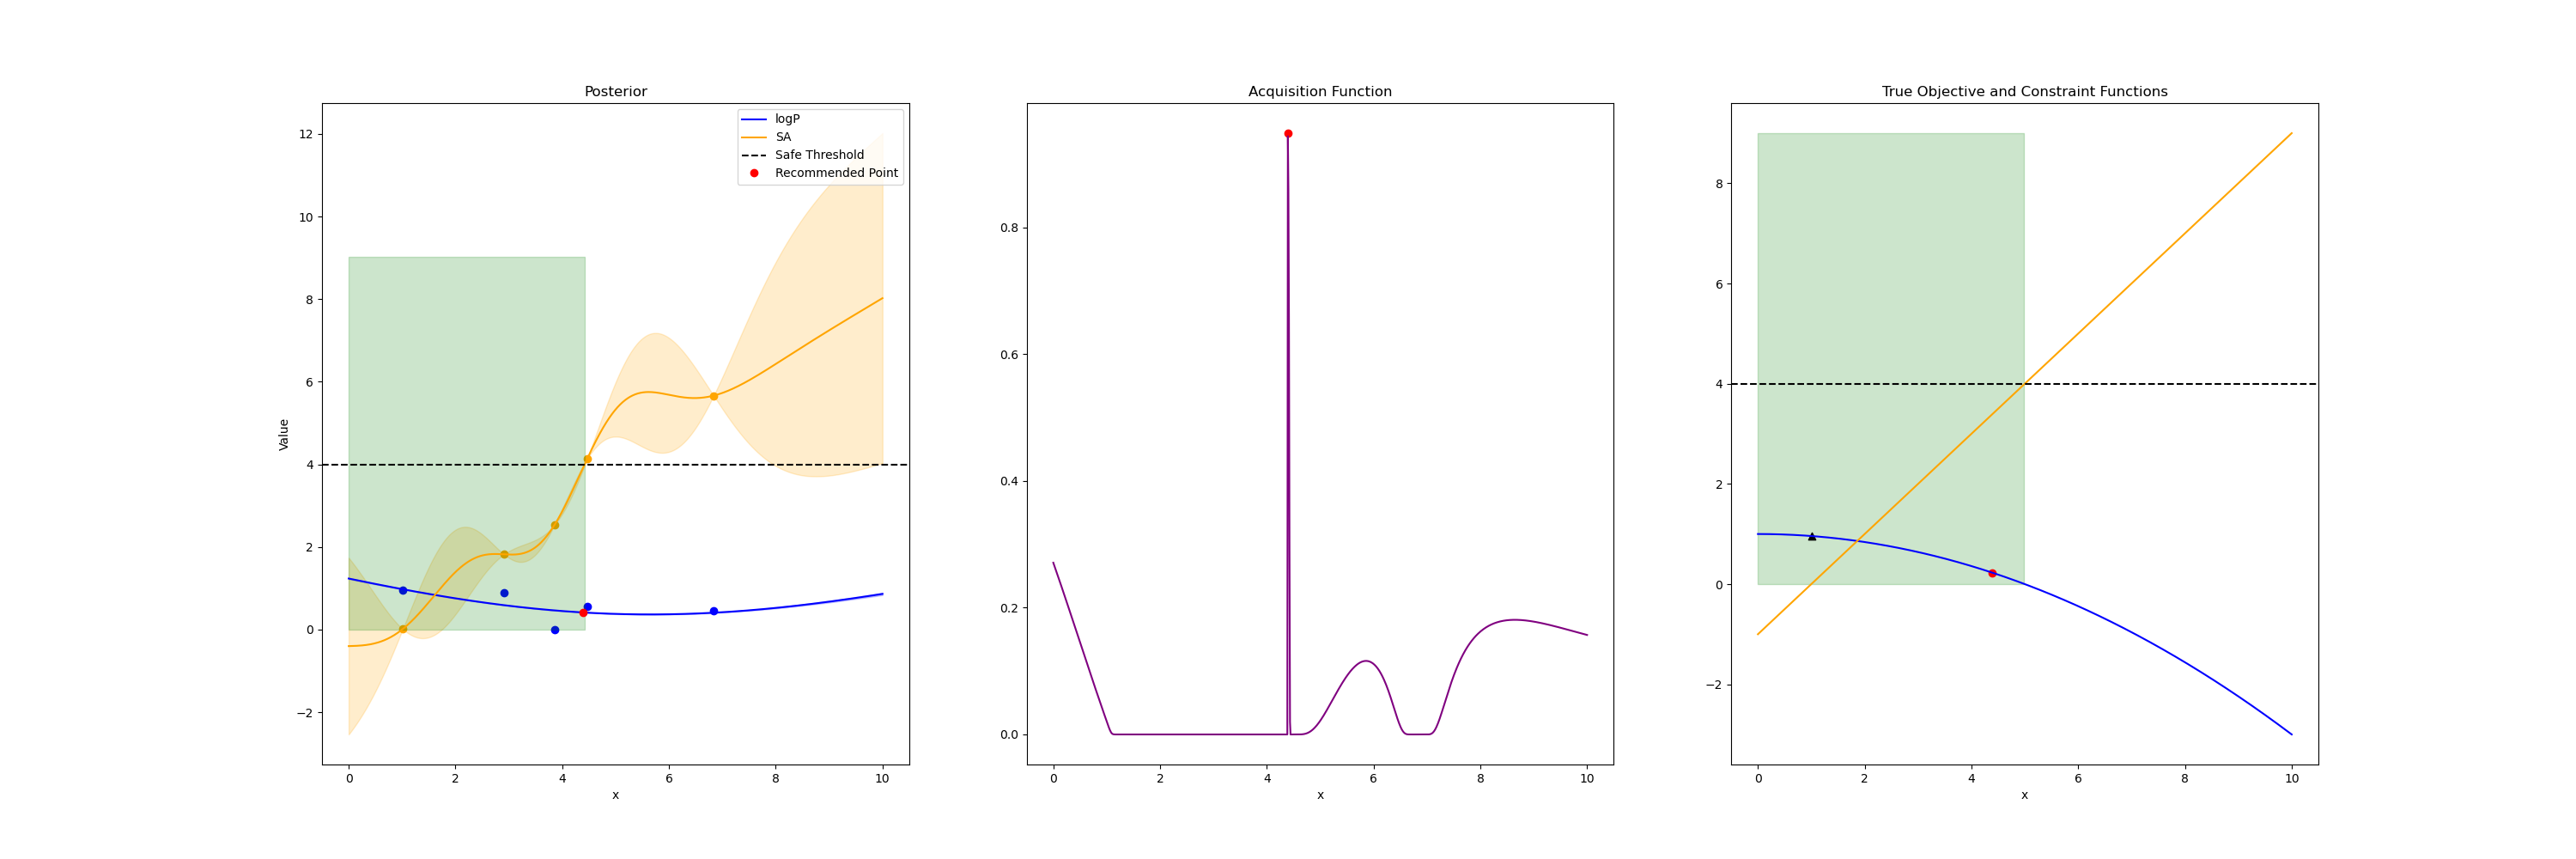 Posterior
logP
SA
Safe Threshold
Recommended Point
12
10
8
6
4
2
0
−2
Value
0 2 4 6 8 10
x
Acquisition Function
0.8
0.6
0.4
0.2
0.0
0 2 4 6 8 10
x
True Objective and Constraint Functions
8
6
4
2
0
−2
0 2 4 6 8 10
x